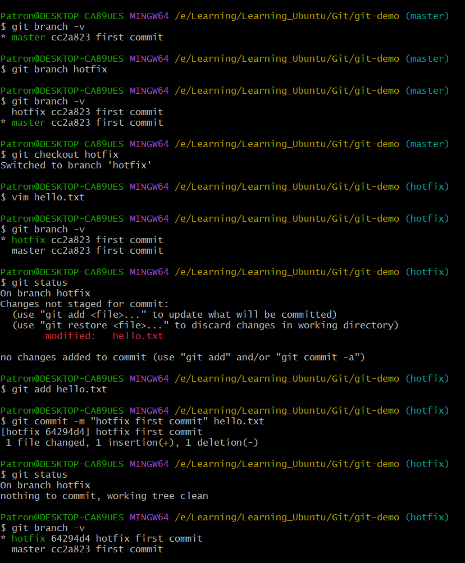 Patron@DESKTOP-CA89UES MINGW64 /e/Learning/Learning_Ubuntu/Git/git-demo (master)
$ git branch -v
* master cc2a823 first commit
Patron@DESKTOP-CA89UES MINGW64 /e/Learning/Learning_Ubuntu/Git/git-demo (master)
$ git branch hotfix
Patron@DESKTOP-CA89UES MINGW64 /e/Learning/Learning_Ubuntu/Git/git-demo (master)
$ git branch -v
  hotfix cc2a823 first commit
* master cc2a823 first commit
Patron@DESKTOP-CA89UES MINGW64 /e/Learning/Learning_Ubuntu/Git/git-demo (master)
$ git checkout hotfix
Switched to branch 'hotfix'
Patron@DESKTOP-CA89UES MINGW64 /e/Learning/Learning_Ubuntu/Git/git-demo (hotfix)
$ vim hello.txt
Patron@DESKTOP-CA89UES MINGW64 /e/Learning/Learning_Ubuntu/Git/git-demo (hotfix)
$ git branch -v
* hotfix cc2a823 first commit
  master cc2a823 first commit
Patron@DESKTOP-CA89UES MINGW64 /e/Learning/Learning_Ubuntu/Git/git-demo (hotfix)
$ git status
On branch hotfix
Changes not staged for commit:
  (use "git add <file>..." to update what will be committed)
  (use "git restore <file>..." to discard changes in working directory)
        modified:   hello.txt
no changes added to commit (use "git add" and/or "git commit -a")
Patron@DESKTOP-CA89UES MINGW64 /e/Learning/Learning_Ubuntu/Git/git-demo (hotfix)
$ git add hello.txt
Patron@DESKTOP-CA89UES MINGW64 /e/Learning/Learning_Ubuntu/Git/git-demo (hotfix)
$ git commit -m "hotfix first commit" hello.txt
[hotfix 64294d4] hotfix first commit
 1 file changed, 1 insertion(+), 1 deletion(-)
Patron@DESKTOP-CA89UES MINGW64 /e/Learning/Learning_Ubuntu/Git/git-demo (hotfix)
$ git status
On branch hotfix
nothing to commit, working tree clean
Patron@DESKTOP-CA89UES MINGW64 /e/Learning/Learning_Ubuntu/Git/git-demo (hotfix)
$ git branch -v
* hotfix 64294d4 hotfix first commit
  master cc2a823 first commit